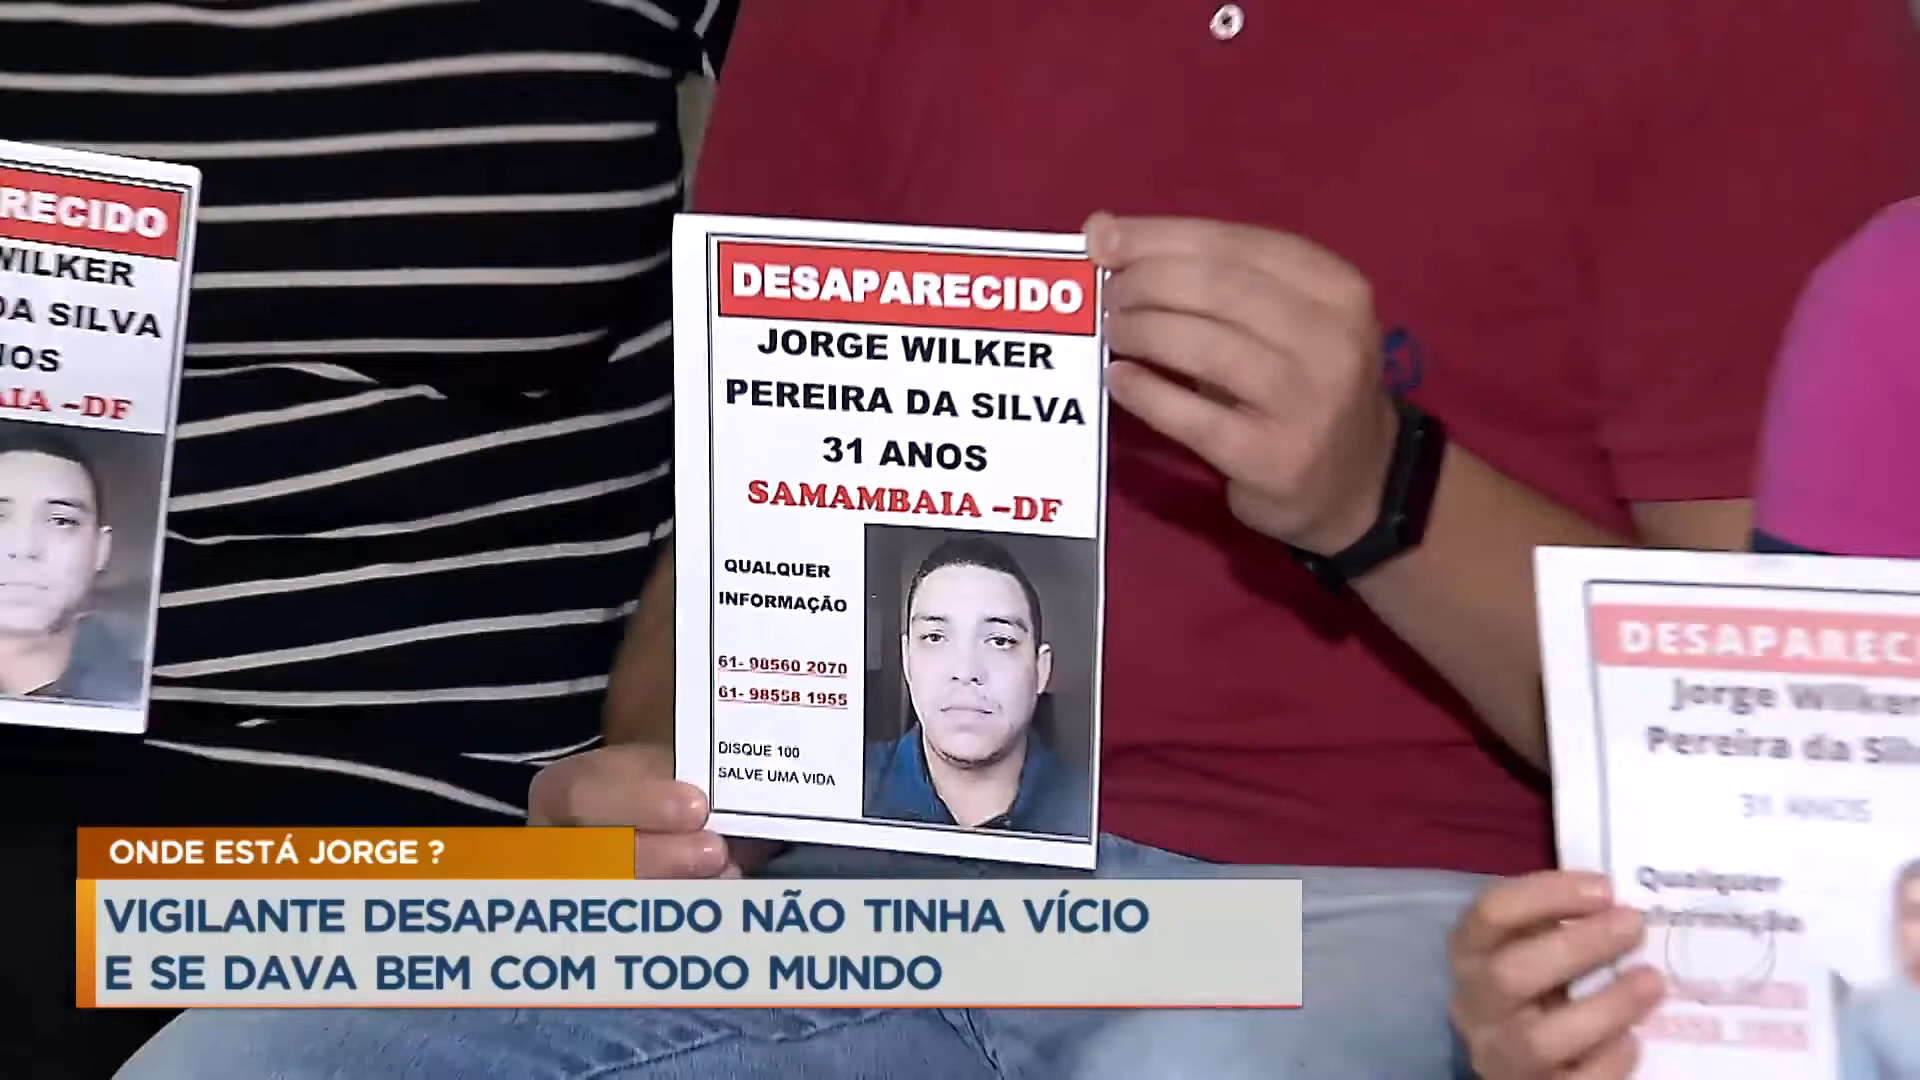 RECIDO
WILKER
DA SILVA
NOS
AIA –DF
DESAPARECIDO
JORGE WILKER
PEREIRA DA SILVA
31 ANOS
SAMAMBAIA –DF
QUALQUER
INFORMAÇÃO
61- 98560 2070
61- 98558 1955
DISQUE 100
SALVE UMA VIDA
DESAPARECI
Jorge Wilker
Pereira da Sil
31 ANOS
Qualquer
ONDE ESTÁ JORGE ?
VIGILANTE DESAPARECIDO NÃO TINHA VÍCIO
E SE DAVA BEM COM TODO MUNDO